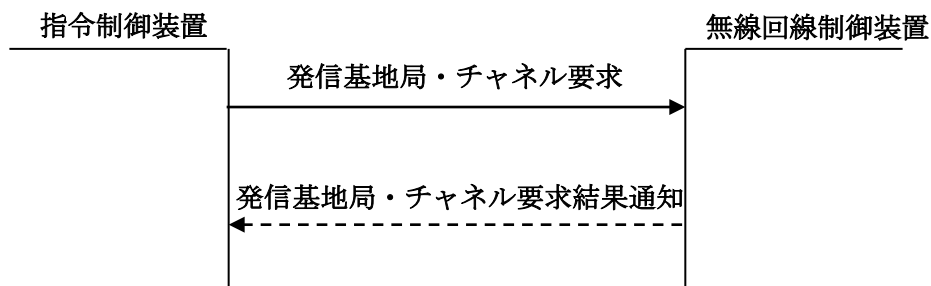 指令制御装置
無線回線制御装置
発信基地局・チャネル要求
発信基地局・チャネル要求結果通知